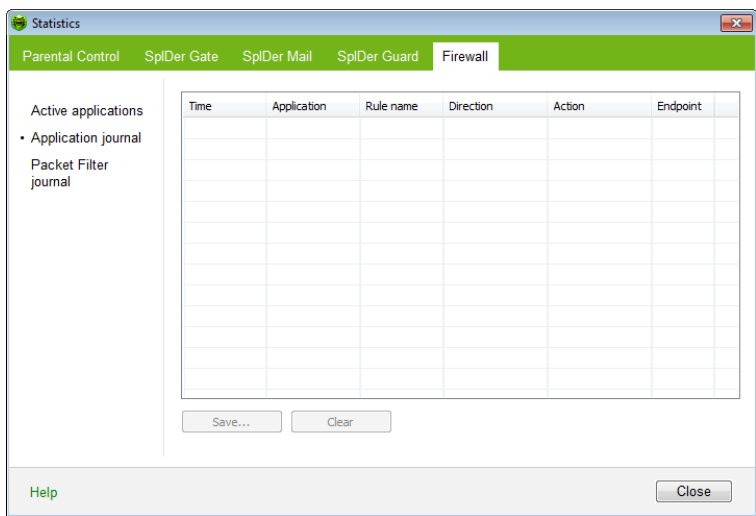 Statistics
Parental Control SpIDer Gate SpIDer Mail SpIDer Guard Firewall
Active applications
• Application journal
Packet Filter
journal
Time Application Rule name Direction Action Endpoint
Save... Clear
Help Close